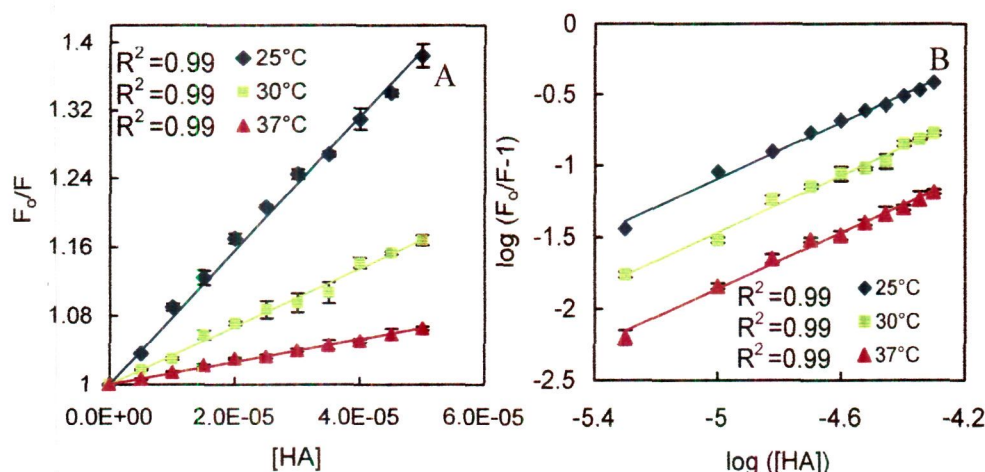 A
R²=0.99 25°C
R²=0.99 30°C
R²=0.99 37°C
1.4
1.32
1.24
1.16
1.08
1
Fo/F
0.0E+00 2.0E-05 4.0E-05 6.0E-05
[HA]
B
0
-0.5
-1
-1.5
-2
-2.5
log (Fo/F-1)
R²=0.99 25°C
R²=0.99 30°C
R²=0.99 37°C
-5.4 -5 -4.6 -4.2
log ([HA])